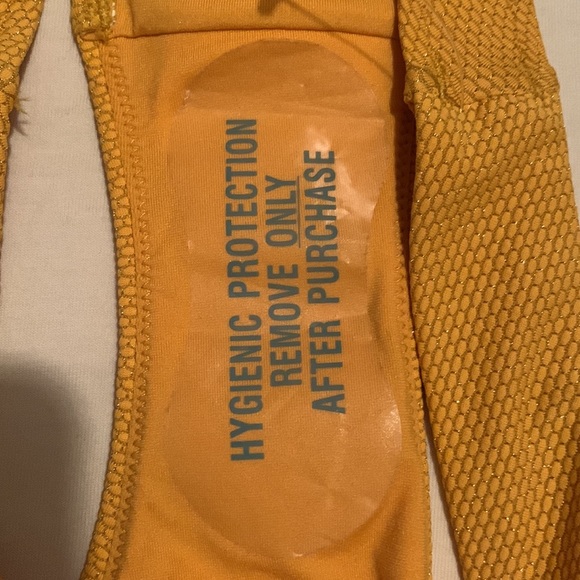 HYGIENIC PROTECTION
REMOVE ONLY
AFTER PURCHASE